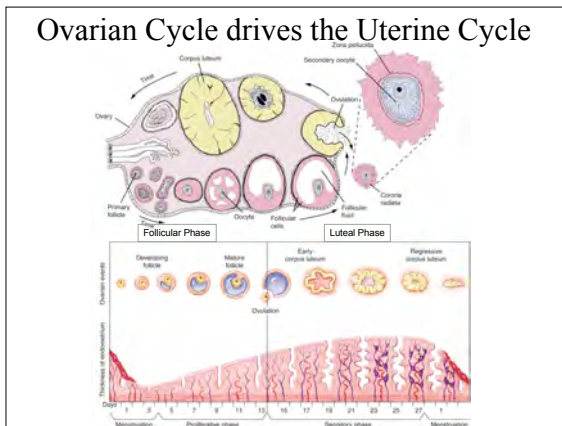 Ovarian Cycle drives the Uterine Cycle
Zona pellucida
Secondary oocyte
Corpus luteum
Time
Ovulation
Ovary
Primary
follicle
Time
Oocyte
Follicular
cells
Follicular
fluid
Corona
radiata
Follicular Phase
Luteal Phase
Ovarian events
Developing
follicle
Mature
follicle
Early
corpus luteum
Regressive
corpus luteum
Ovulation
Thickness of endometrium
Days
1 3 5 7 9 11 13 15 17 19 21 23 25 27 1 3
Menstruation
Proliferative phase
Secretory phase
Menstruation